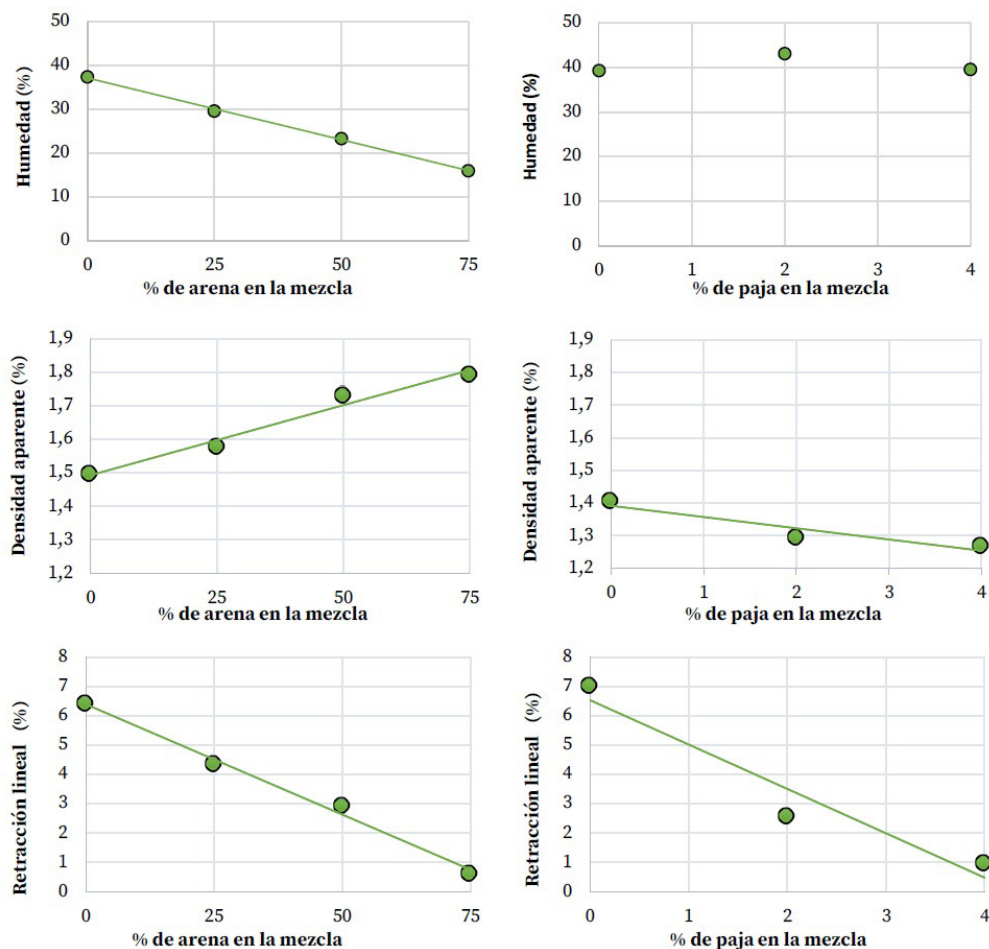 Humedad (%)
50
40
30
20
10
0
0 25 50 75
% de arena en la mezcla
Humedad (%)
50
40
30
20
10
0
0 1 2 3 4
% de paja en la mezcla
Densidad aparente (%)
1,9
1,8
1,7
1,6
1,5
1,4
1,3
1,2
0 25 50 75
% de arena en la mezcla
Densidad aparente (%)
1,9
1,8
1,7
1,6
1,5
1,4
1,3
1,2
0 1 2 3 4
% de paja en la mezcla
Retracción lineal (%)
8
7
6
5
4
3
2
1
0
0 25 50 75
% de arena en la mezcla
Retracción lineal (%)
8
7
6
5
4
3
2
1
0
0 1 2 3 4
% de paja en la mezcla